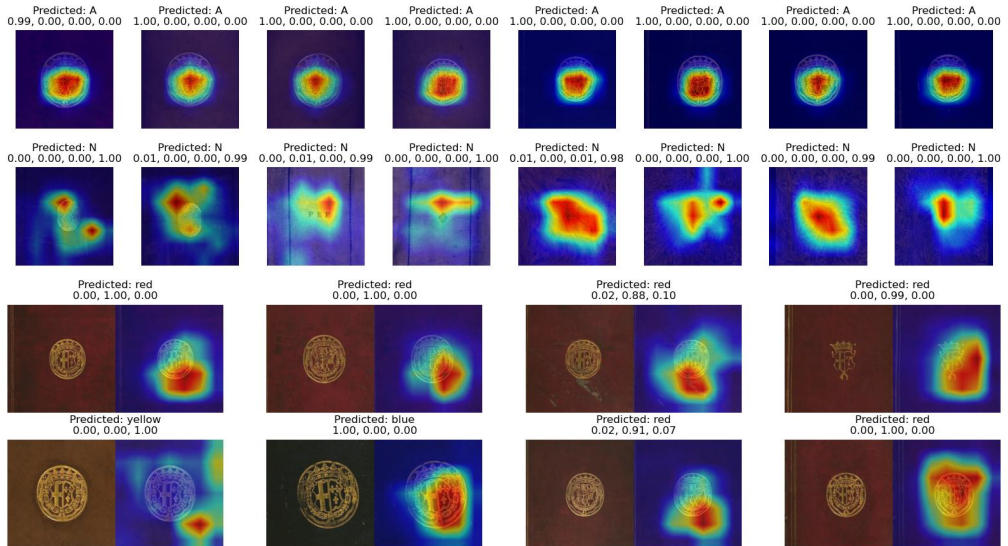 Predicted: A Predicted: A Predicted: A Predicted: A Predicted: A Predicted: A Predicted: A Predicted: A
0.99, 0.00, 0.00, 0.00 1.00, 0.00, 0.00, 0.00 1.00, 0.00, 0.00, 0.00 1.00, 0.00, 0.00, 0.00 1.00, 0.00, 0.00, 0.00 1.00, 0.00, 0.00, 0.00 1.00, 0.00, 0.00, 0.00 1.00, 0.00, 0.00, 0.00
Predicted: N Predicted: N Predicted: N Predicted: N Predicted: N Predicted: N Predicted: N Predicted: N
0.00, 0.00, 0.00, 1.00 0.01, 0.00, 0.00, 0.99 0.00, 0.01, 0.00, 0.99 0.00, 0.00, 0.00, 1.00 0.01, 0.00, 0.01, 0.98 0.00, 0.00, 0.00, 1.00 0.00, 0.00, 0.00, 0.99 0.00, 0.00, 0.00, 1.00
Predicted: red Predicted: red Predicted: red Predicted: red
0.00, 1.00, 0.00 0.00, 1.00, 0.00 0.02, 0.88, 0.10 0.00, 0.99, 0.00
Predicted: yellow Predicted: blue Predicted: red Predicted: red
0.00, 0.00, 1.00 1.00, 0.00, 0.00 0.02, 0.91, 0.07 0.00, 1.00, 0.00